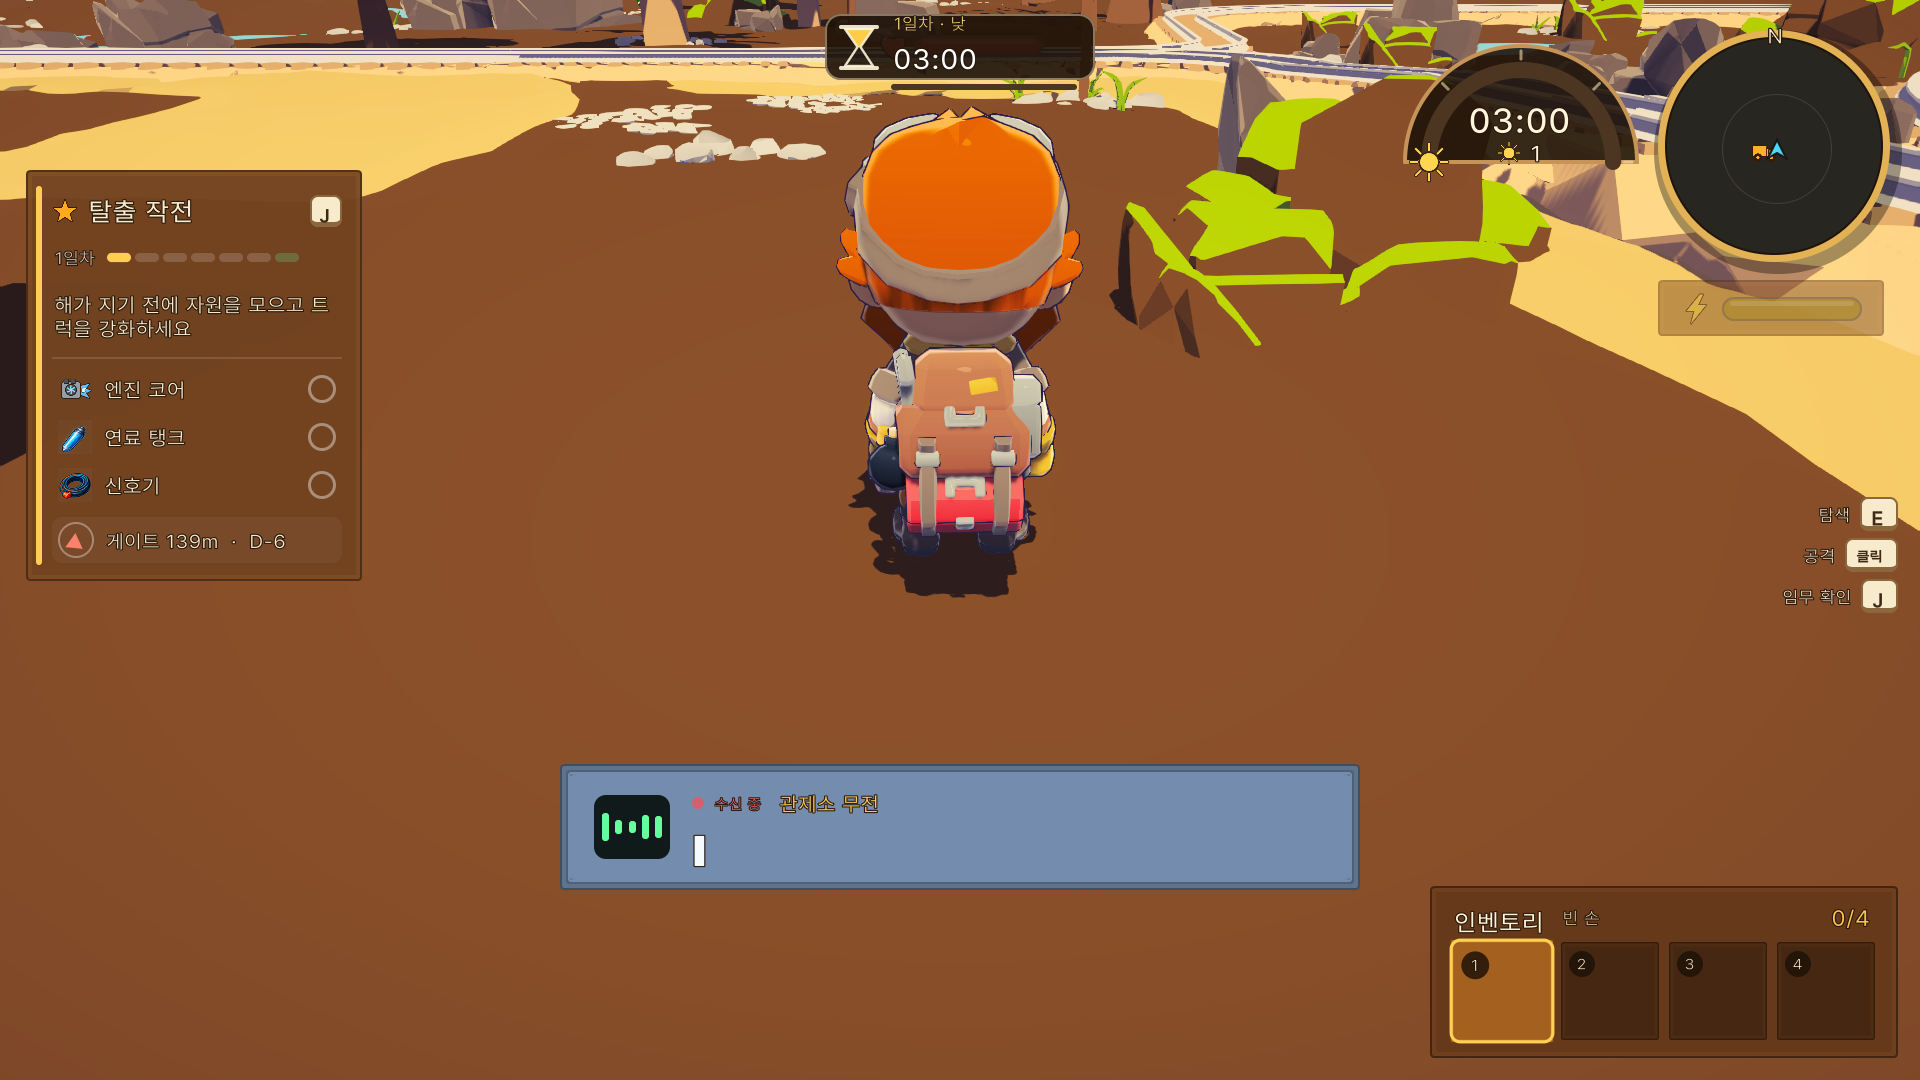 1일차 · 낮
03:00
N
03:00
1
탈출 작전
J
1일차
해가 지기 전에 자원을 모으고 트
럭을 강화하세요
엔진 코어
연료 탱크
신호기
게이트 139m · D-6
탐색 E
공격 클릭
임무 확인 J
수신 중 관제소 무전
인벤토리 빈 손 0/4
1 2 3 4